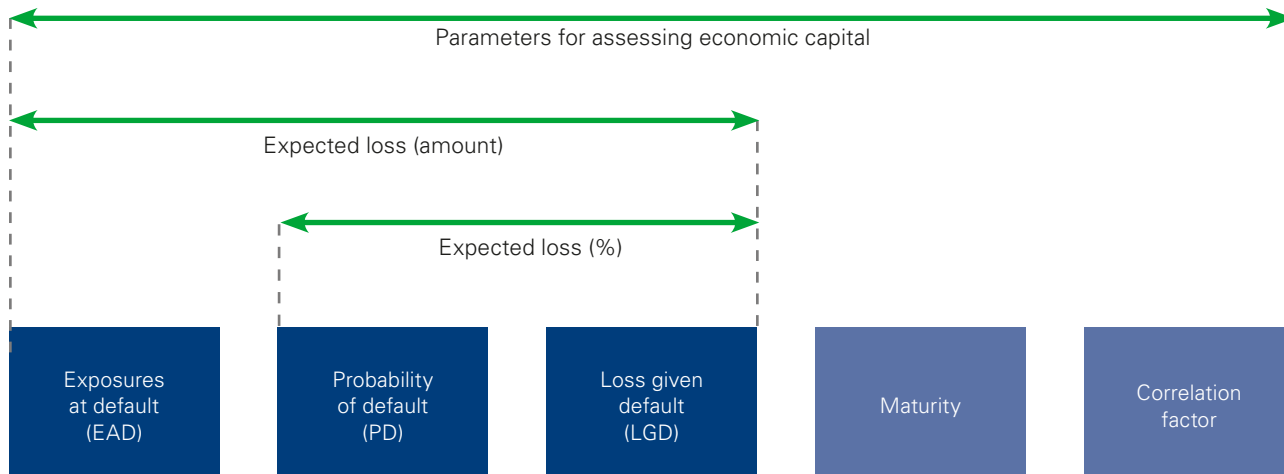 Parameters for assessing economic capital
Expected loss (amount)
Expected loss (%)
Exposures
at default
(EAD)
Probability
of default
(PD)
Loss given
default
(LGD)
Maturity
Correlation
factor